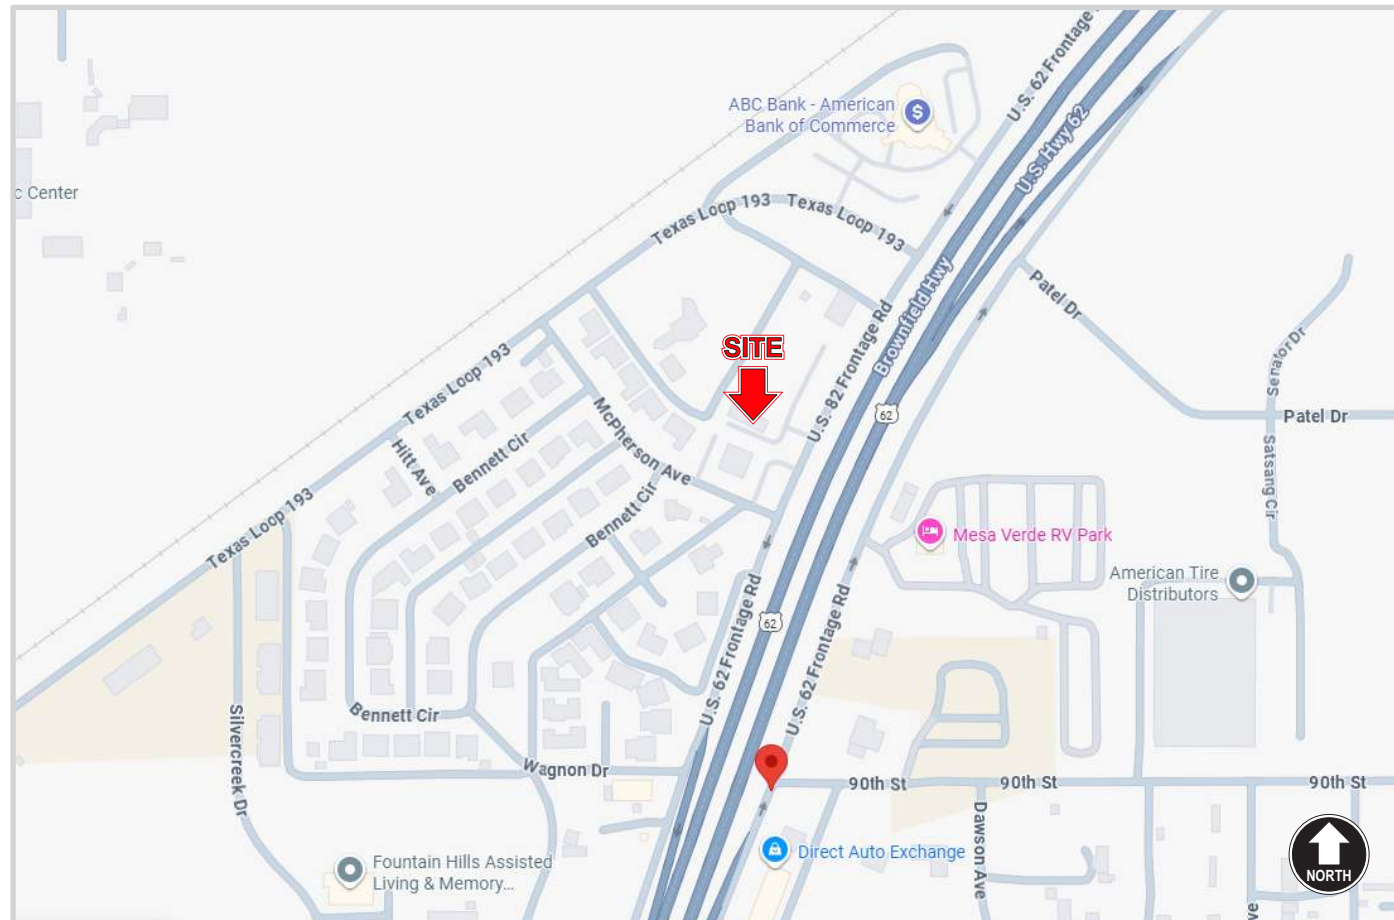 U.S. 62 Frontage
ABC Bank - American
Bank of Commerce
$
U.S. Hwy 62
c Center
Texas Loop 193
Texas Loop 193
Brownfield Hwy
Patel Dr
U.S. 82 Frontage Rd
SITE
Senator Dr
Texas Loop 193
62
Patel Dr
McPherson Ave
Hitt Ave
Bennett Cir
Satsang Cir
Texas Loop 193
Bennett Cir
Mesa Verde RV Park
American Tire
Distributors
U.S. 62 Frontage Rd
62
U.S. 62 Frontage Rd
Bennett Cir
Silvercreek Dr
Wagnon Dr
90th St
90th St
90th St
Dawson Ave
Direct Auto Exchange
Fountain Hills Assisted
Living & Memory...
NORTH
ve